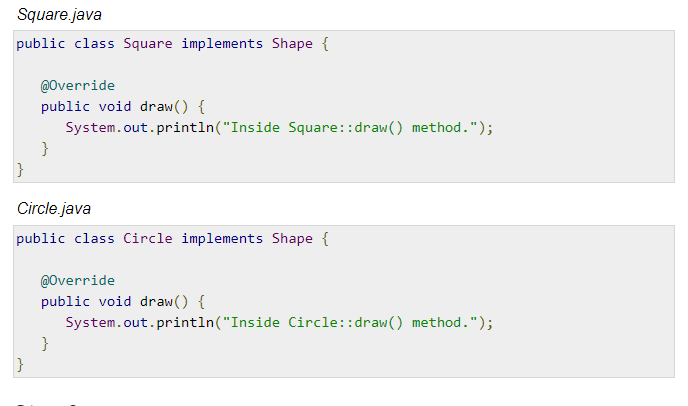 Square.java
public class Square implements Shape {
@Override
public void draw() {
System.out.println("Inside Square::draw() method.");
}
}
Circle.java
public class Circle implements Shape {
@Override
public void draw() {
System.out.println("Inside Circle::draw() method.");
}
}